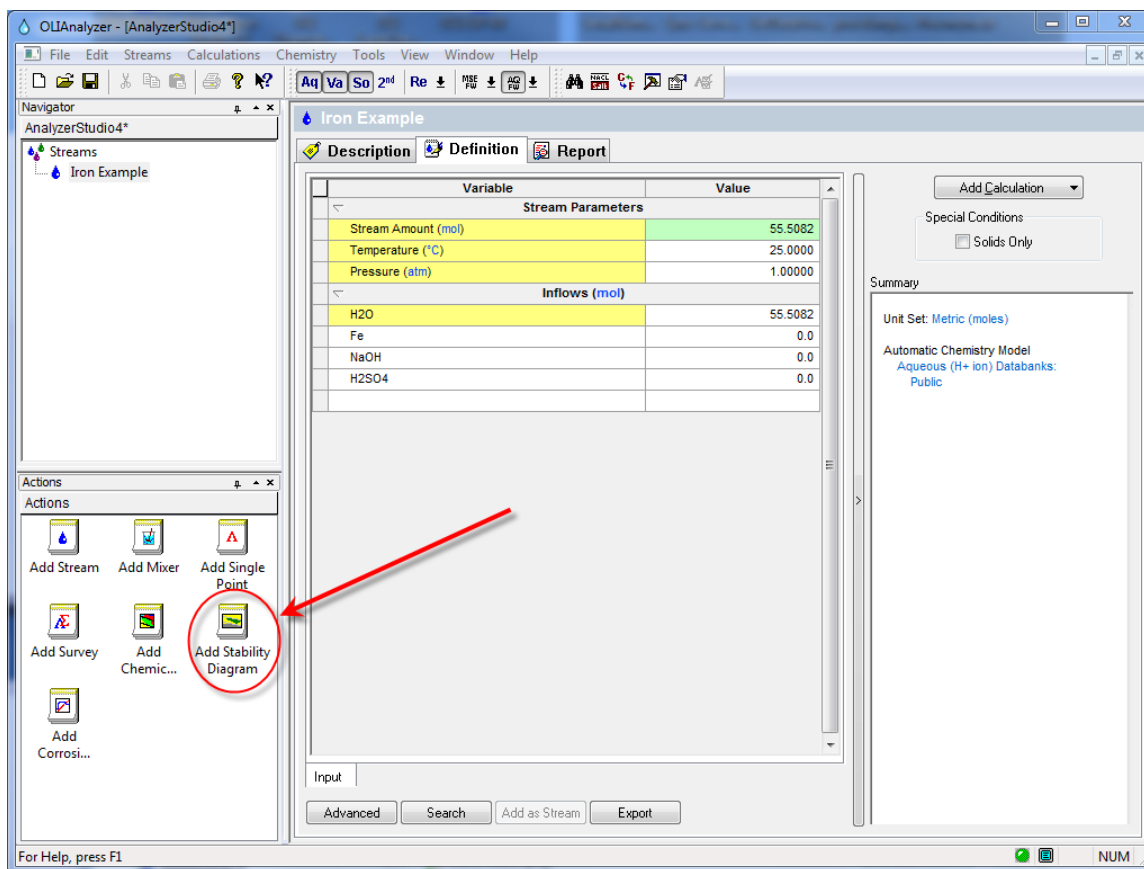 OLIAnalyzer - [AnalyzerStudio4*]
File Edit Streams Calculations Chemistry Tools View Window Help
Aq Va So 2nd Re MSE FW AQ FW
Navigator
AnalyzerStudio4*
Streams
Iron Example
Actions
Actions
Add Stream Add Mixer Add Single Point
Add Survey Add Chemic... Add Stability Diagram
Add Corrosi...
Iron Example
Description Definition Report
Variable Value
Stream Parameters
Stream Amount (mol) 55.5082
Temperature (°C) 25.0000
Pressure (atm) 1.00000
Inflows (mol)
H2O 55.5082
Fe 0.0
NaOH 0.0
H2SO4 0.0
Input
Advanced Search Add as Stream Export
Add Calculation
Special Conditions
Solids Only
Summary
Unit Set: Metric (moles)
Automatic Chemistry Model
Aqueous (H+ ion) Databanks:
Public
For Help, press F1 NUM